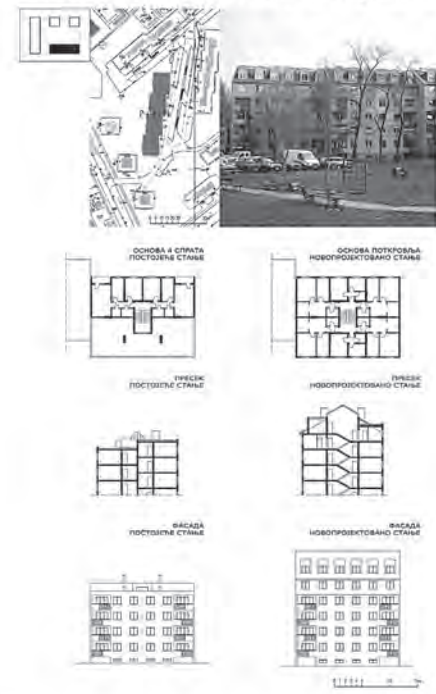 ОСНОВА 4 СПРАТА
ПОСТОЈЕЋЕ СТАЊЕ
ОСНОВА ПОТКРОВЉА
НОВОПРОЈЕКТОВАНО СТАЊЕ
ПРЕСЕК
ПОСТОЈЕЋЕ СТАЊЕ
ПРЕСЕК
НОВОПРОЈЕКТОВАНО СТАЊЕ
ФАСАДА
ПОСТОЈЕЋЕ СТАЊЕ
ФАСАДА
НОВОПРОЈЕКТОВАНО СТАЊЕ